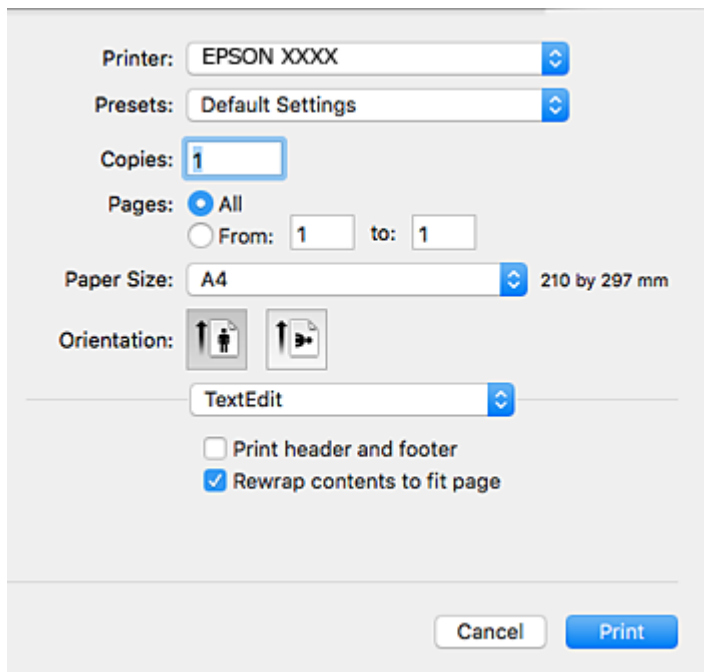 Printer: EPSON XXXX
Presets: Default Settings
Copies: 1
Pages: All
From: 1 to: 1
Paper Size: A4 210 by 297 mm
Orientation:
TextEdit
Print header and footer
Rewrap contents to fit page
Cancel Print